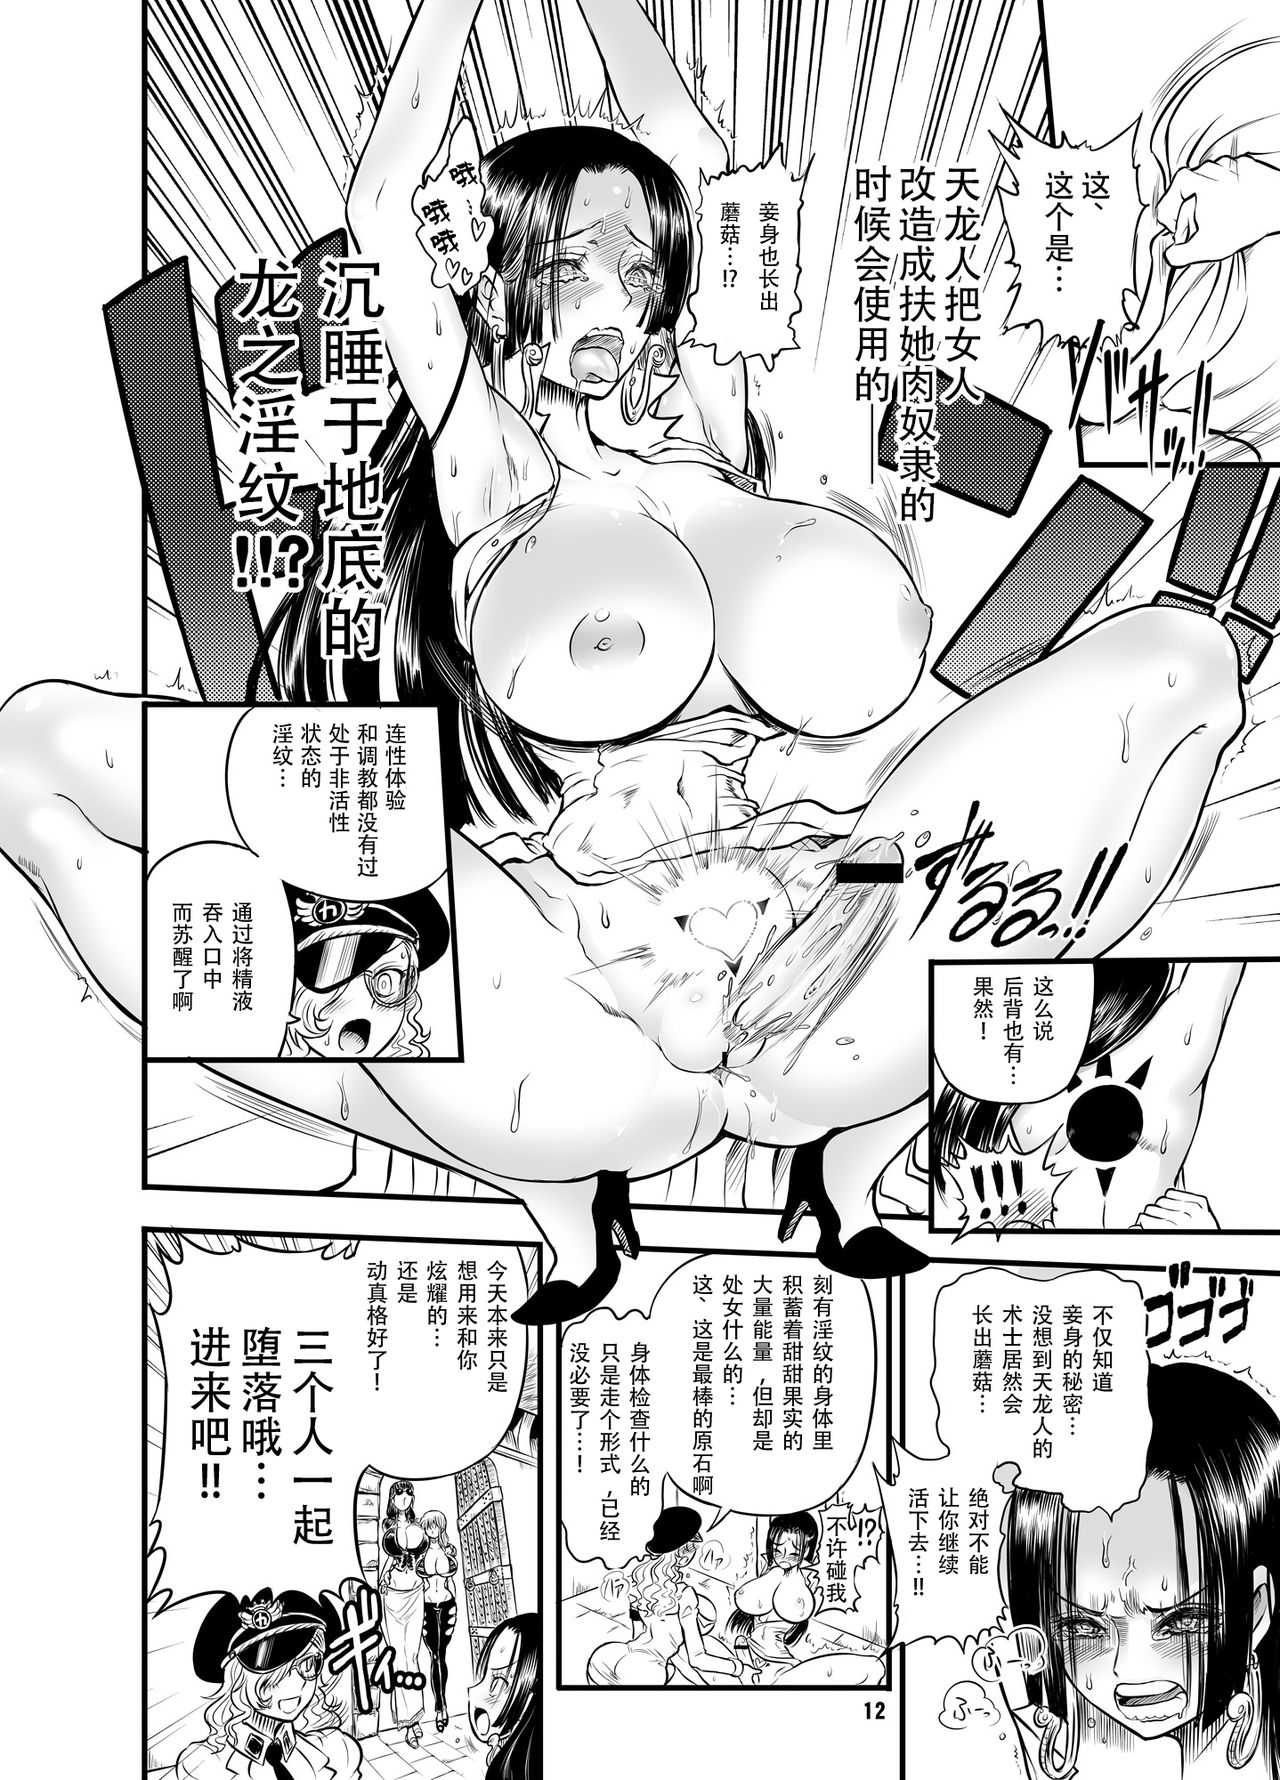 这、
这个是…
天龙人把女人
改造成扶她肉奴隶的
时候会使用的——
妾身也长出
蘑菇…!?
哦
哦
哦
沉睡于地底的
龙之淫纹!!?
ずるるっ!!
连性体验
和调教都没有过
处于非活性
状态的
淫纹…
通过将精液
吞入口中
而苏醒了啊
这么说
后背也有…
果然！
!!!
ゴゴゴ
不仅知道
妾身的秘密…
没想到天龙人的
术士居然会
长出蘑菇…
绝对不能
让你继续
活下去…!!
ふーっ
刻有淫纹的身体里
积蓄着甜甜果实的
大量能量,但却是
处女什么的…
这、这是最棒的原石啊
身体检查什么的
只是走个形式,已经
没必要了…！
!?
不许碰我
今天本来只是
想用来和你
炫耀的…
还是
动真格好了！
三个人一起
堕落哦…
进来吧!!
ギィ…
12